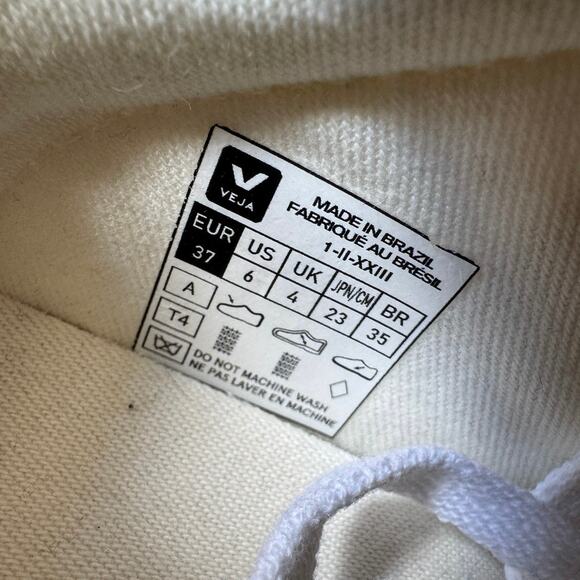 VEJA
MADE IN BRAZIL
FABRIQUÉ AU BRÉSIL
1-II-XXIII
EUR US UK JPN/CM BR
37 6 4 23 35
A
T4
DO NOT MACHINE WASH
NE PAS LAVER EN MACHINE